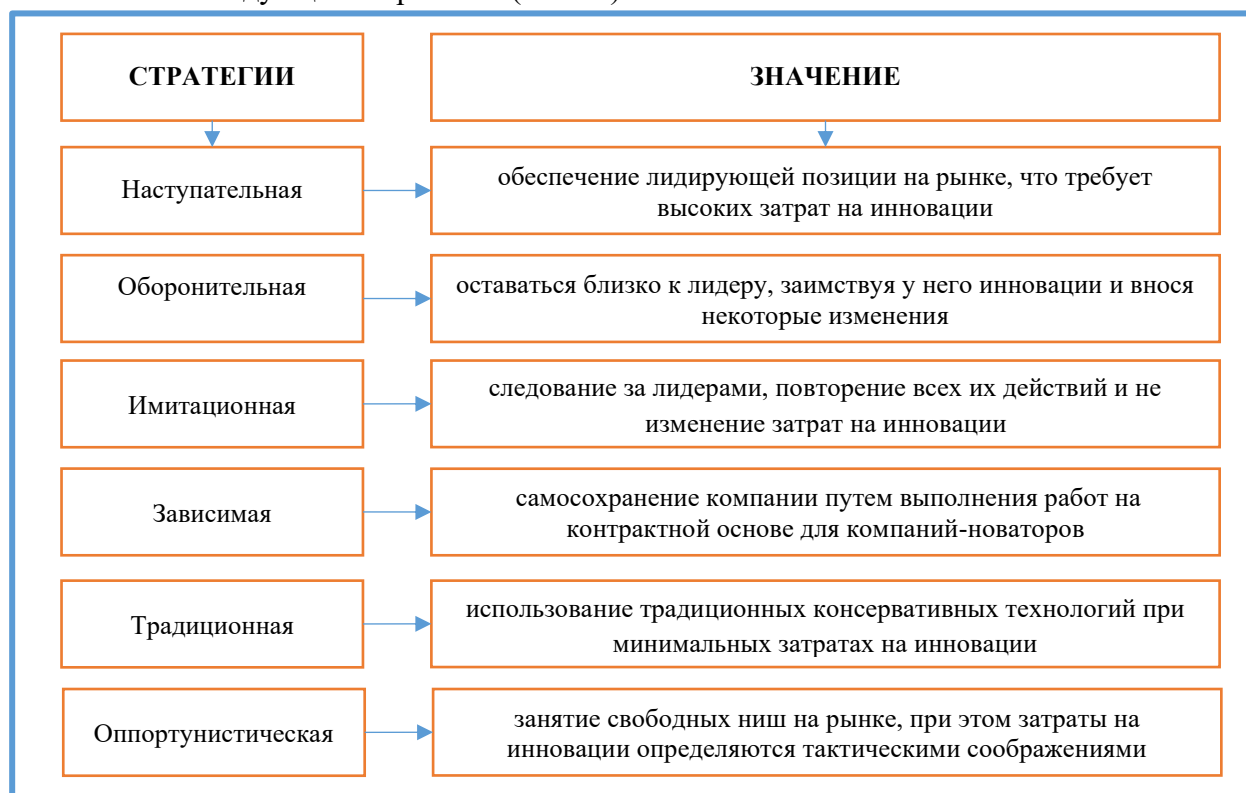 СТРАТЕГИИ
ЗНАЧЕНИЕ
Наступательная
обеспечение лидирующей позиции на рынке, что требует
высоких затрат на инновации
Оборонительная
оставаться близко к лидеру, заимствуя у него инновации и внося
некоторые изменения
Имитационная
следование за лидерами, повторение всех их действий и не
изменение затрат на инновации
Зависимая
самосохранение компании путем выполнения работ на
контрактной основе для компаний-новаторов
Традиционная
использование традиционных консервативных технологий при
минимальных затратах на инновации
Оппортунистическая
занятие свободных ниш на рынке, при этом затраты на
инновации определяются тактическими соображениями